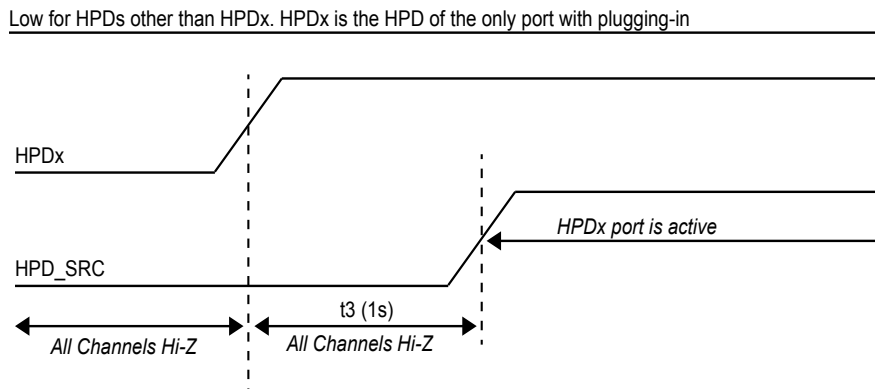 Low for HPDs other than HPDx. HPDx is the HPD of the only port with plugging-in
HPDx
HPDx port is active
HPD_SRC
t3 (1s)
All Channels Hi-Z
All Channels Hi-Z